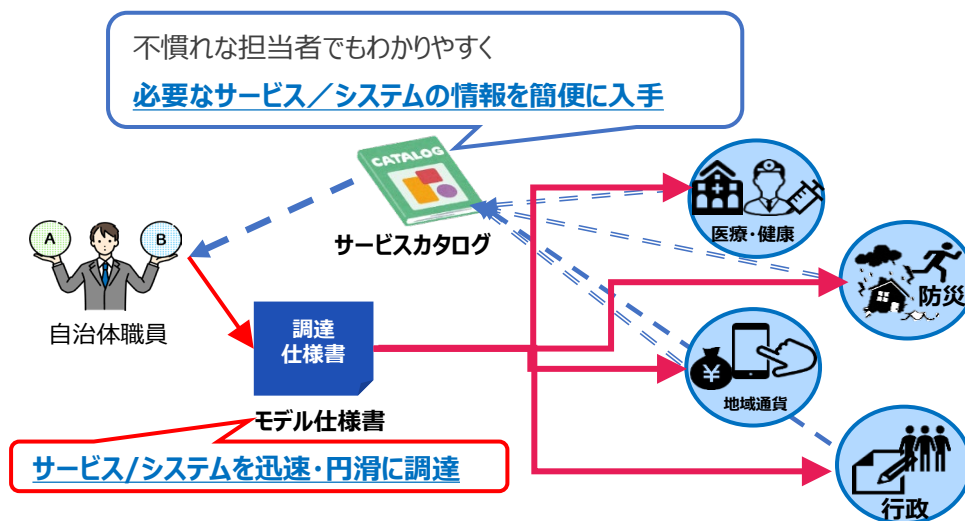 不慣れな担当者でもわかりやすく
必要なサービス／システムの情報を簡便に入手
CATALOG
サービスカタログ
A
B
自治体職員
調達
仕様書
モデル仕様書
サービス/システムを迅速・円滑に調達
医療・健康
防災
¥
地域通貨
行政